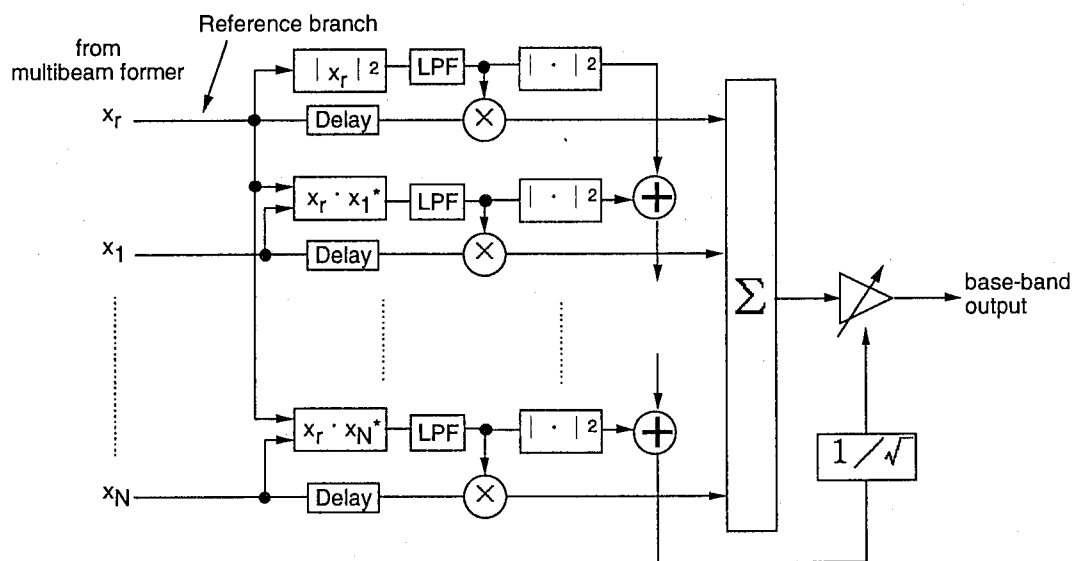 Reference branch
from
multibeam former
| x_r | 2
LPF
| · | 2
x_r
Delay
×
+
x_r · x_1*
LPF
| · | 2
x_1
Delay
×
Σ
base-band
output
x_r · x_N*
LPF
| · | 2
+
1/√
x_N
Delay
×